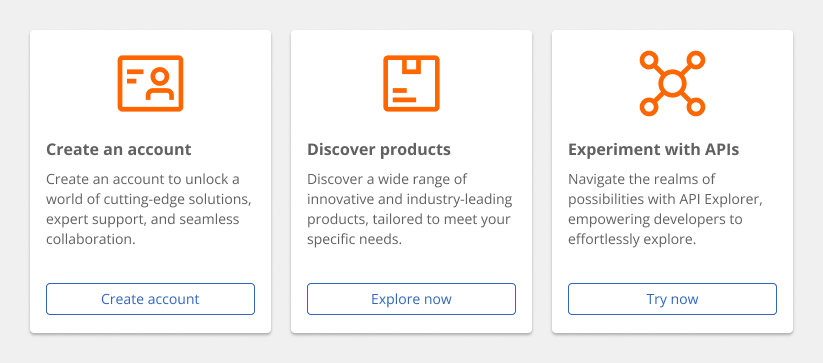 Create an account
Create an account to unlock a
world of cutting-edge solutions,
expert support, and seamless
collaboration.
Create account
Discover products
Discover a wide range of
innovative and industry-leading
products, tailored to meet your
specific needs.
Explore now
Experiment with APIs
Navigate the realms of
possibilities with API Explorer,
empowering developers to
effortlessly explore.
Try now